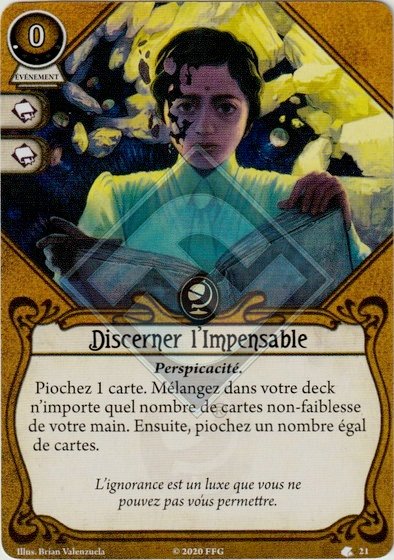 0
ÉVÉNEMENT
Discerner l'Impensable
Perspicacité.
Piochez 1 carte. Mélangez dans votre deck
n'importe quel nombre de cartes non-faiblesse
de votre main. Ensuite, piochez un nombre égal
de cartes.
L'ignorance est un luxe que vous ne
pouvez pas vous permettre.
Illus. Brian Valenzuela © 2020 FFG 21